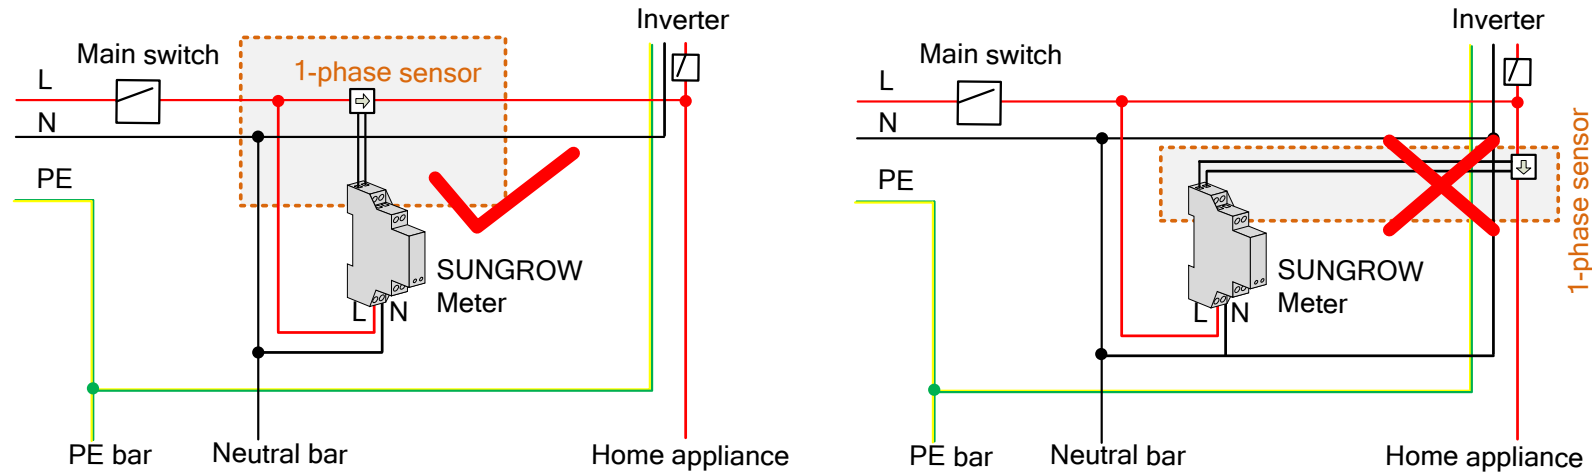 Inverter
Main switch
1-phase sensor
L
N
PE
SUNGROW
Meter
L N
PE bar
Neutral bar
Home appliance
Inverter
Main switch
L
N
PE
1-phase sensor
SUNGROW
Meter
L N
PE bar
Neutral bar
Home appliance